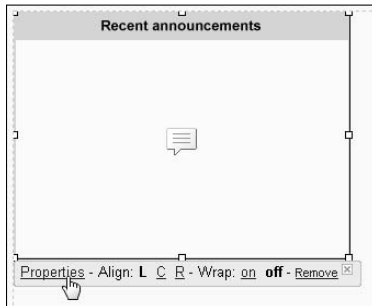 Recent announcements
Properties - Align: L C R - Wrap: on off - Remove